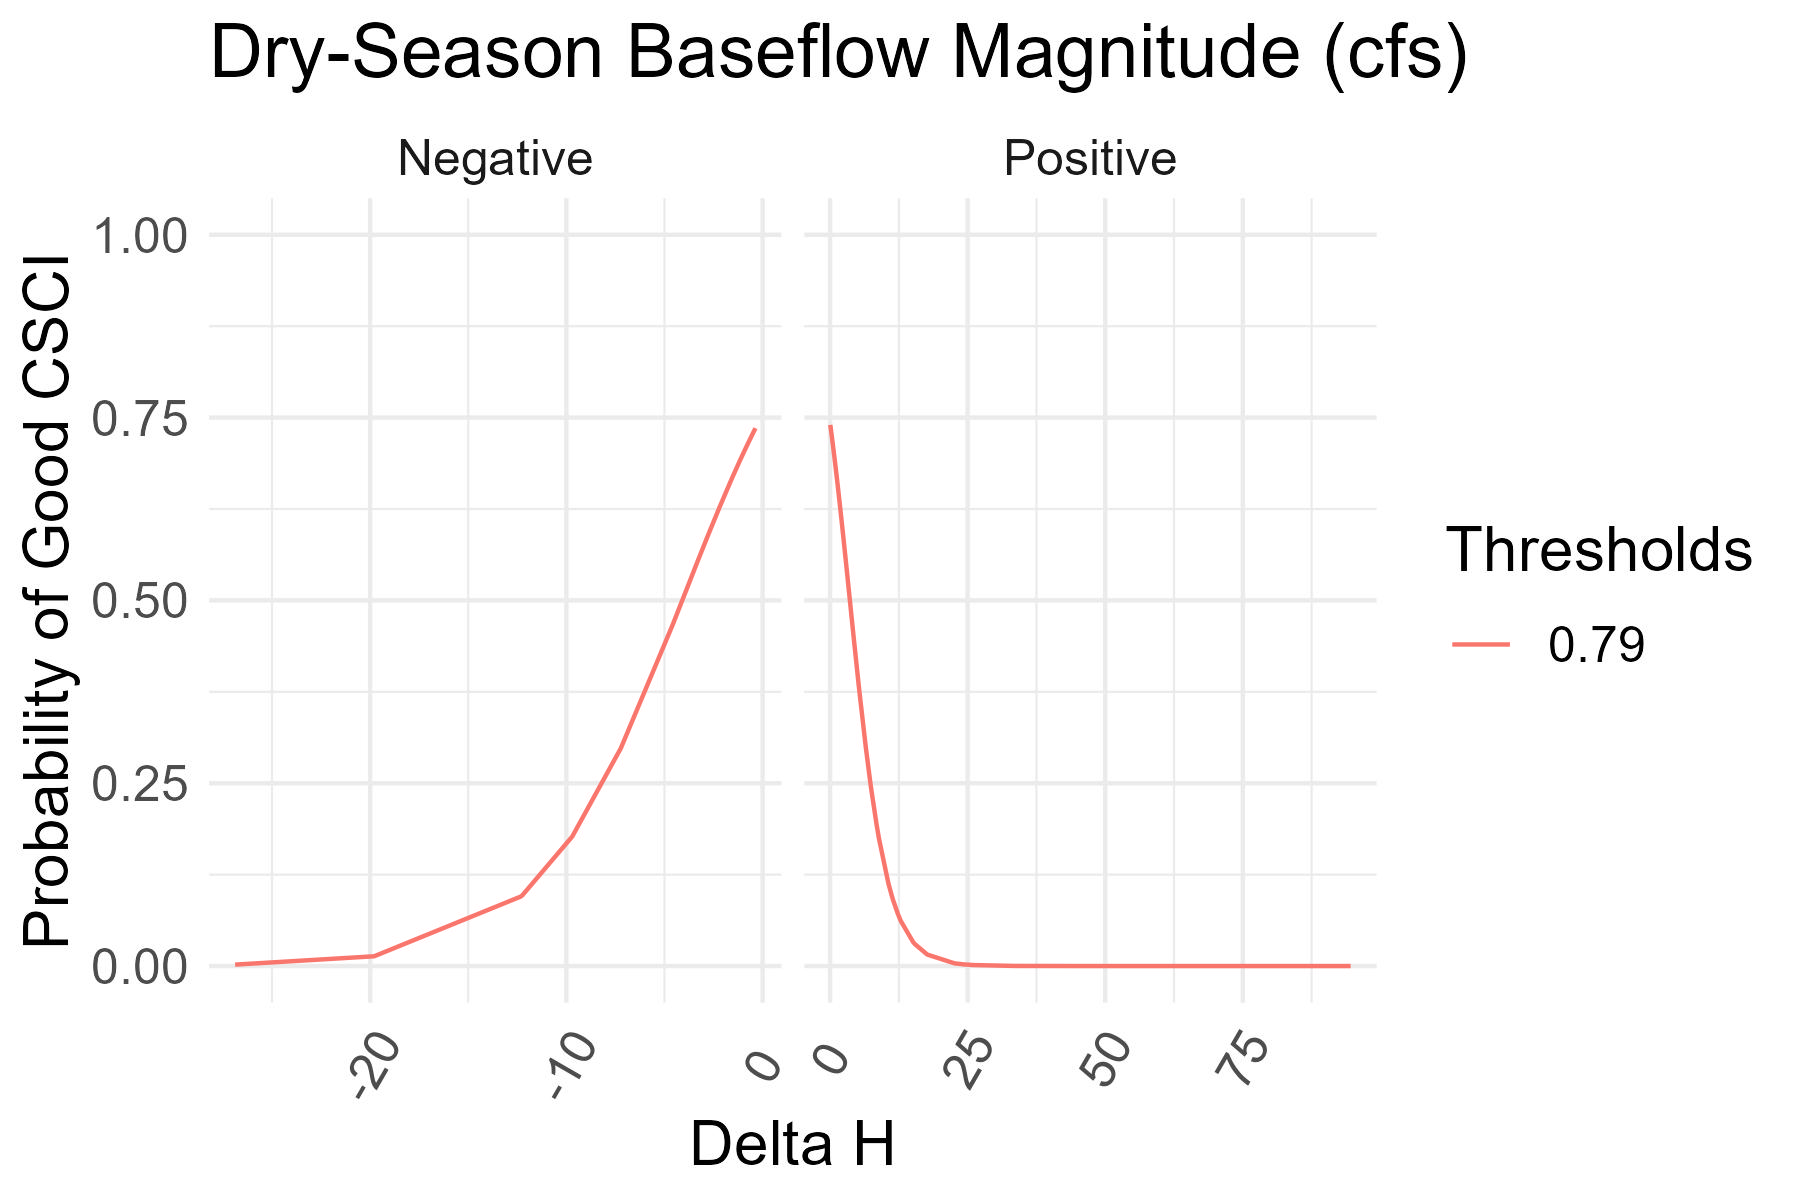 Dry-Season Baseflow Magnitude (cfs)
Negative
Positive
Probability of Good CSCI
1.00
0.75
0.50
0.25
0.00
-20
-10
0
0
25
50
75
Delta H
Thresholds
0.79